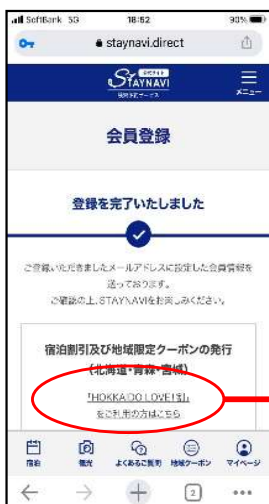 SoftBank 5G 18:52 90%
staynavi.direct
STAYNAVI
メニュー
会員登録
登録を完了いたしました
ご登録いただきましたメールアドレスに設定した会員情報を
送っております。
ご確認の上、STAYNAVIをお楽しみください。
宿泊割引及び地域限定クーポンの発行
(北海道・青森・宮城)
「HOKKAIDO LOVE!割」
をご利用の方はこちら
宿泊 観光 よくあるご質問 地域クーポン マイページ
2